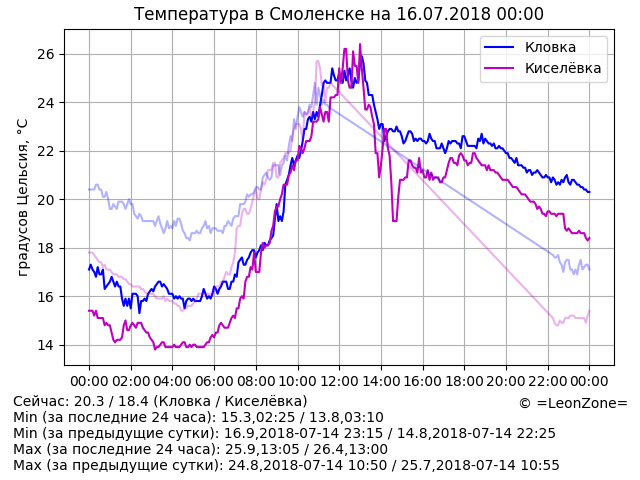 Температура в Смоленске на 16.07.2018 00:00
градусов Цельсия, °C
26
24
22
20
18
16
14
Кловка
Киселёвка
00:00 02:00 04:00 06:00 08:00 10:00 12:00 14:00 16:00 18:00 20:00 22:00 00:00
© =LeonZone=
Сейчас: 20.3 / 18.4 (Кловка / Киселёвка)
Min (за последние 24 часа): 15.3,02:25 / 13.8,03:10
Min (за предыдущие сутки): 16.9,2018-07-14 23:15 / 14.8,2018-07-14 22:25
Max (за последние 24 часа): 25.9,13:05 / 26.4,13:00
Max (за предыдущие сутки): 24.8,2018-07-14 10:50 / 25.7,2018-07-14 10:55